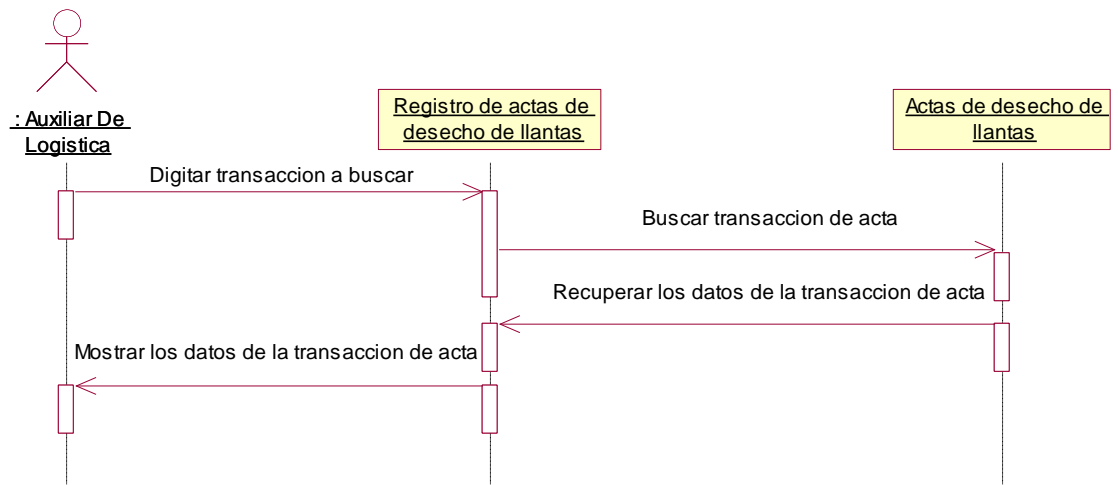 : Auxiliar De
Logistica
Registro de actas de
desecho de llantas
Actas de desecho de
llantas
Digitar transaccion a buscar
Buscar transaccion de acta
Recuperar los datos de la transaccion de acta
Mostrar los datos de la transaccion de acta